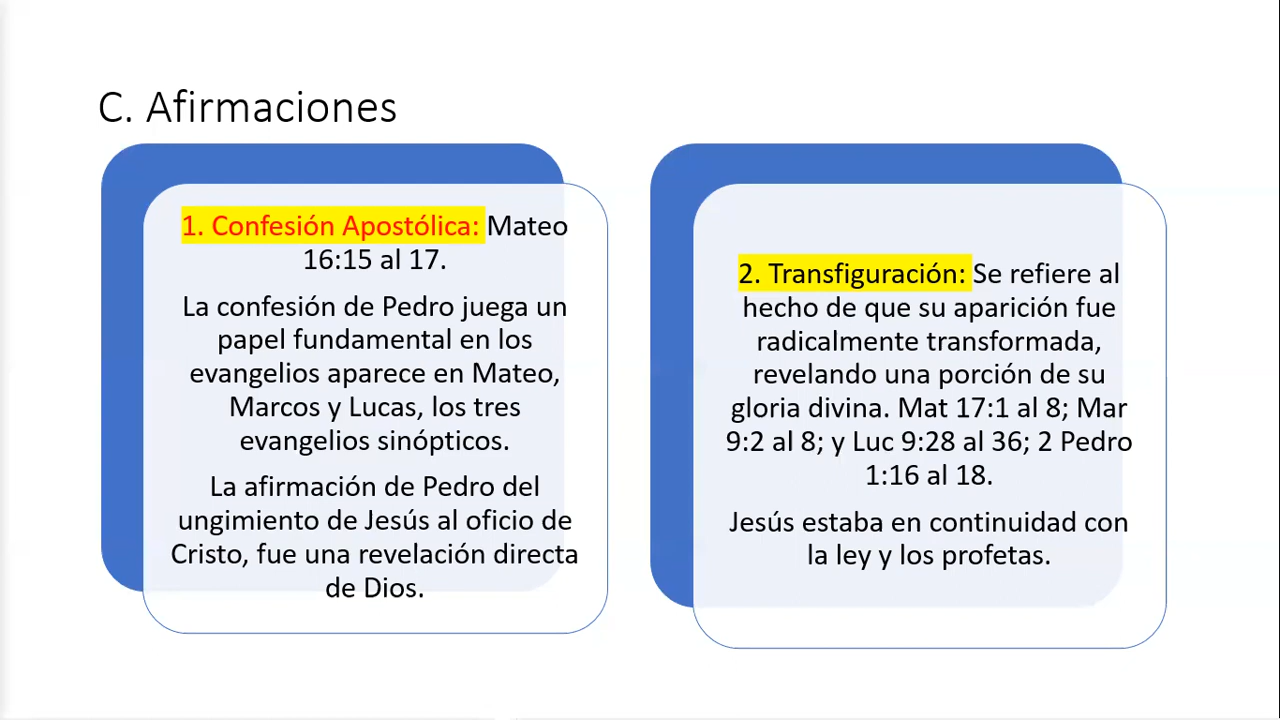 C. Afirmaciones
1. Confesión Apostólica: Mateo
16:15 al 17.
La confesión de Pedro juega un
papel fundamental en los
evangelios aparece en Mateo,
Marcos y Lucas, los tres
evangelios sinópticos.
La afirmación de Pedro del
ungimiento de Jesús al oficio de
Cristo, fue una revelación directa
de Dios.
2. Transfiguración: Se refiere al
hecho de que su aparición fue
radicalmente transformada,
revelando una porción de su
gloria divina. Mat 17:1 al 8; Mar
9:2 al 8; y Luc 9:28 al 36; 2 Pedro
1:16 al 18.
Jesús estaba en continuidad con
la ley y los profetas.